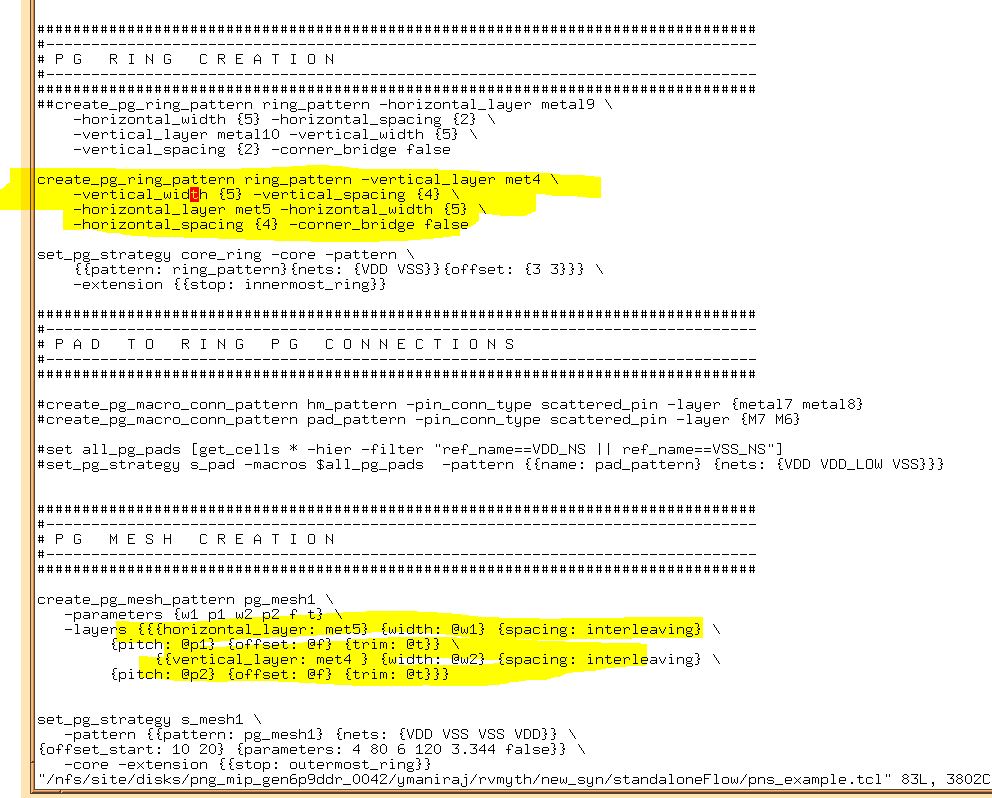 ################################################################################
#-------------------------------------------------------------------------------
# P G   R I N G   C R E A T I O N
#-------------------------------------------------------------------------------
################################################################################
##create_pg_ring_pattern ring_pattern -horizontal_layer metal9 \
    -horizontal_width {5} -horizontal_spacing {2} \
    -vertical_layer metal10 -vertical_width {5} \
    -vertical_spacing {2} -corner_bridge false
create_pg_ring_pattern ring_pattern -vertical_layer met4 \
    -vertical_width {5} -vertical_spacing {4} \
    -horizontal_layer met5 -horizontal_width {5} \
    -horizontal_spacing {4} -corner_bridge false
set_pg_strategy core_ring -core -pattern \
    {{pattern: ring_pattern}{nets: {VDD VSS}}{offset: {3 3}}} \
    -extension {{stop: innermost_ring}}
################################################################################
#-------------------------------------------------------------------------------
# P A D   T O   R I N G   P G   C O N N E C T I O N S
#-------------------------------------------------------------------------------
################################################################################
#create_pg_macro_conn_pattern hm_pattern -pin_conn_type scattered_pin -layer {metal7 metal8}
#create_pg_macro_conn_pattern pad_pattern -pin_conn_type scattered_pin -layer {M7 M6}
#set all_pg_pads [get_cells * -hier -filter "ref_name==VDD_NS || ref_name==VSS_NS"]
#set_pg_strategy s_pad -macros $all_pg_pads  -pattern {{name: pad_pattern} {nets: {VDD VDD_LOW VSS}}}
################################################################################
#-------------------------------------------------------------------------------
# P G   M E S H   C R E A T I O N
#-------------------------------------------------------------------------------
################################################################################
create_pg_mesh_pattern pg_mesh1 \
   -parameters {w1 p1 w2 p2 f t} \
   -layers {{{horizontal_layer: met5} {width: @w1} {spacing: interleaving} \
        {pitch: @p1} {offset: @f} {trim: @t}} \
             {{vertical_layer: met4 } {width: @w2} {spacing: interleaving} \
        {pitch: @p2} {offset: @f} {trim: @t}}}
set_pg_strategy s_mesh1 \
   -pattern {{pattern: pg_mesh1} {nets: {VDD VSS VSS VDD}} \
{offset_start: 10 20} {parameters: 4 80 6 120 3.344 false}} \
   -core -extension {{stop: outermost_ring}}
"/nfs/site/disks/png_mip_gen6p9ddr_0042/ymaniraj/rvmyth/new_syn/standaloneFlow/pns_example.tcl" 83L, 3802C